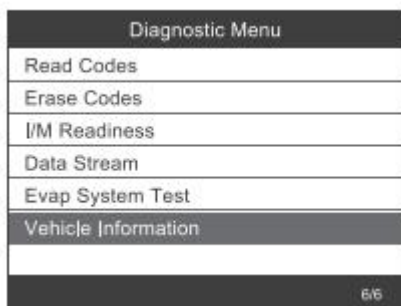 Diagnostic Menu
Read Codes
Erase Codes
I/M Readiness
Data Stream
Evap System Test
Vehicle Information
6/6